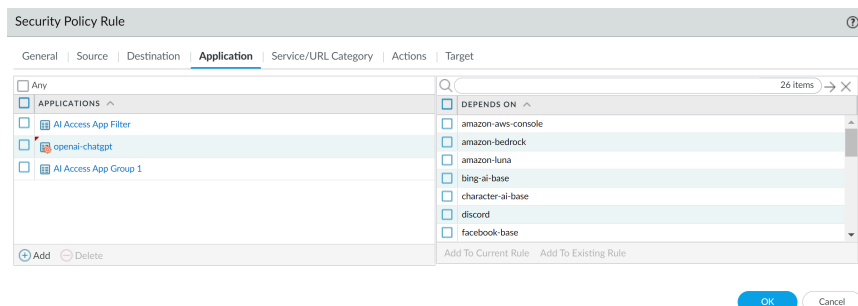 Security Policy Rule
General | Source | Destination | Application | Service/URL Category | Actions | Target
Any
26 items
APPLICATIONS
DEPENDS ON
AI Access App Filter
amazon-aws-console
openai-chatgpt
amazon-bedrock
AI Access App Group 1
amazon-luna
bing-ai-base
character-ai-base
discord
facebook-base
Add Delete
Add To Current Rule Add To Existing Rule
OK Cancel